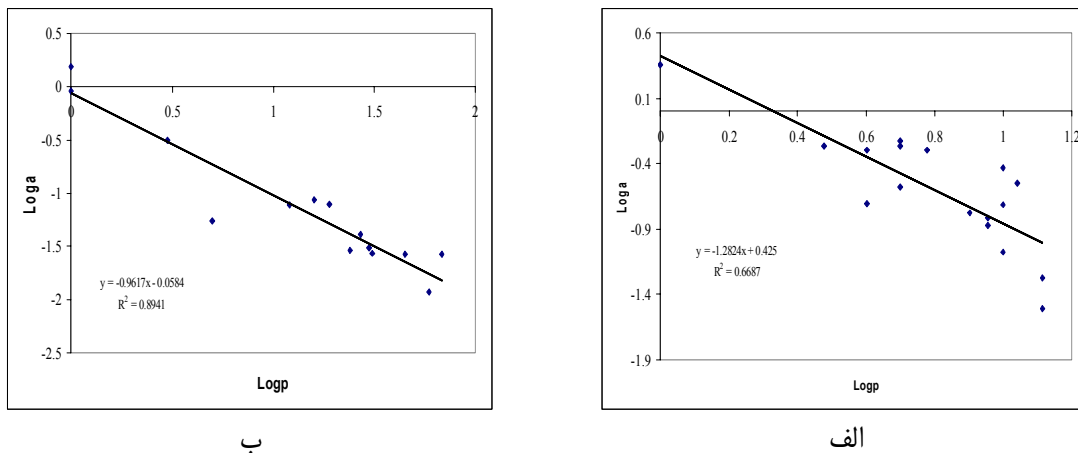 0.5
0
0
0.5
1
1.5
2
-0.5
-1
-1.5
-2
-2.5
Loga
y = -0.9617x - 0.0584
R² = 0.8941
Logp
ب
0.6
0.1
0
0.2
0.4
0.6
0.8
1
1.2
-0.4
-0.9
-1.4
-1.9
Loga
y = -1.2824x + 0.425
R² = 0.6687
Logp
الف